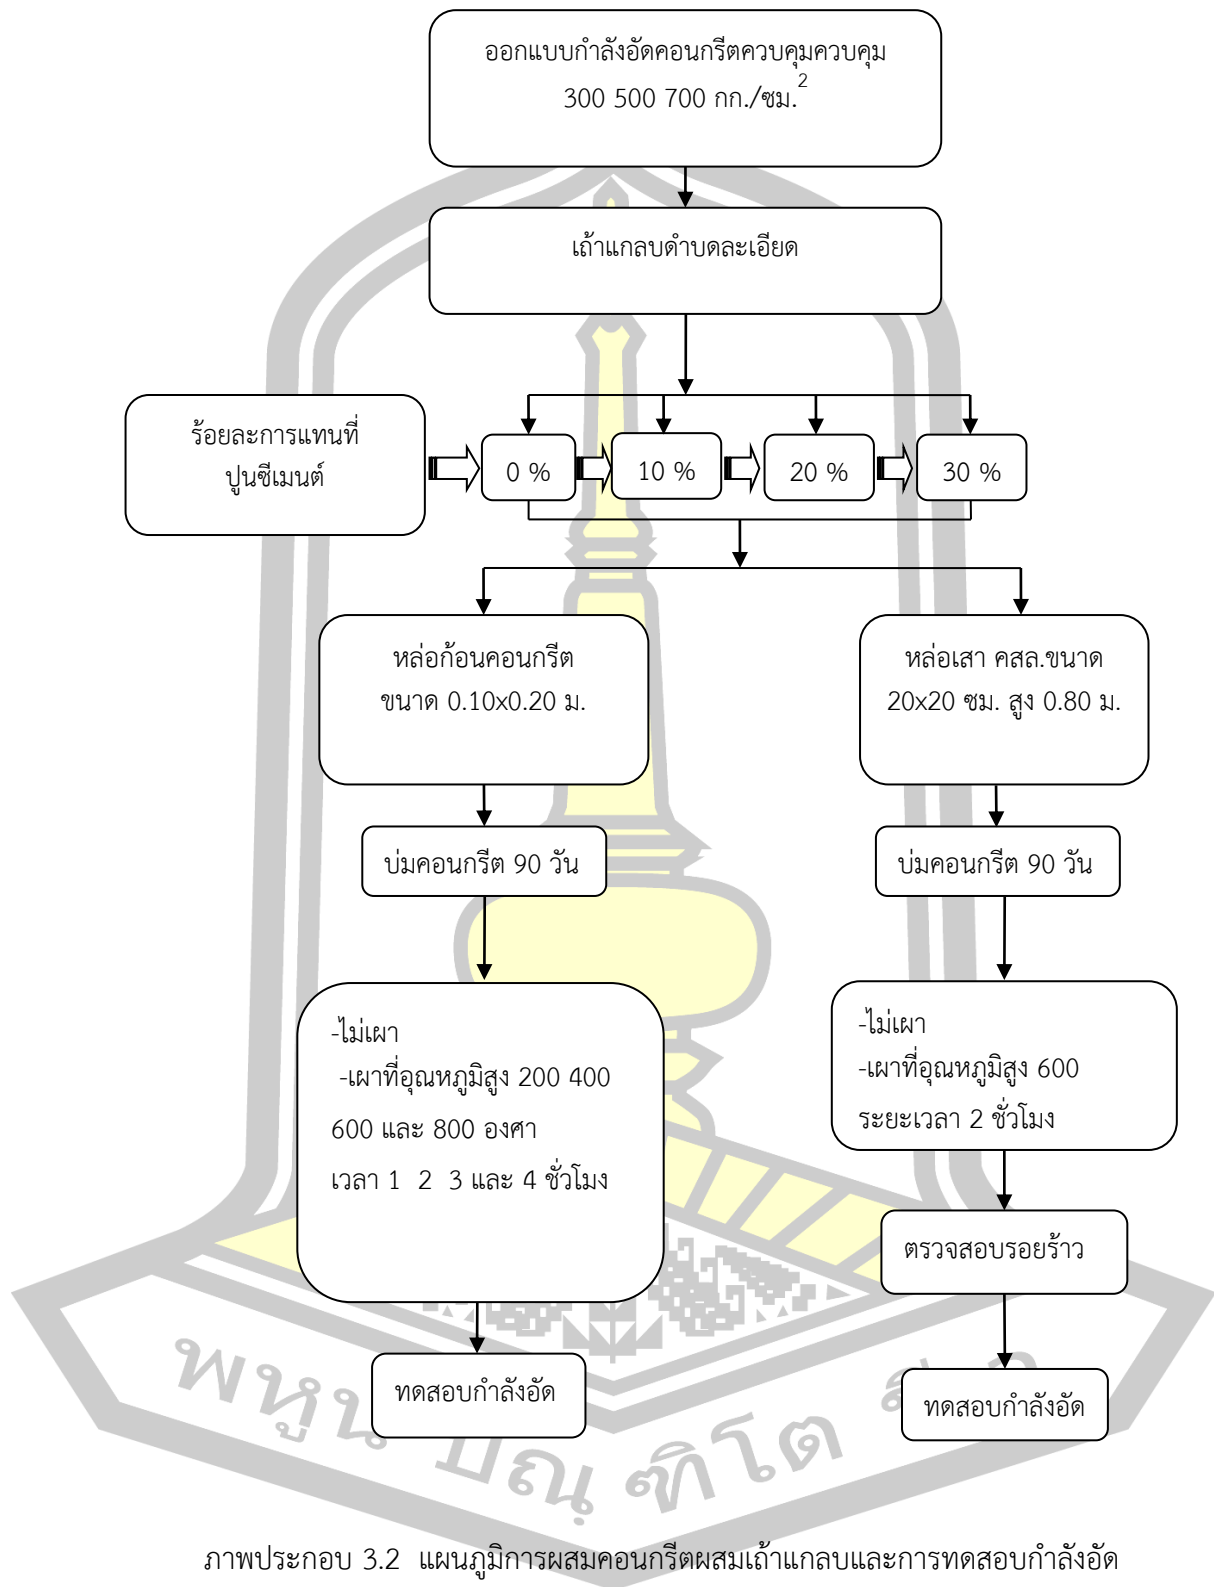 ออกแบบกำลังอัดคอนกรีตควบคุมควบคุม
300 500 700 กก./ซม.²
เถ้าแกลบดำบดละเอียด
ร้อยละการแทนที่
ปูนซีเมนต์
0 %
10 %
20 %
30 %
หล่อก้อนคอนกรีต
ขนาด 0.10x0.20 ม.
หล่อเสา คสล.ขนาด
20x20 ซม. สูง 0.80 ม.
บ่มคอนกรีต 90 วัน
บ่มคอนกรีต 90 วัน
-ไม่เผา
-เผาที่อุณหภูมิสูง 200 400
600 และ 800 องศา
เวลา 1 2 3 และ 4 ชั่วโมง
-ไม่เผา
-เผาที่อุณหภูมิสูง 600
ระยะเวลา 2 ชั่วโมง
ตรวจสอบรอยร้าว
ทดสอบกำลังอัด
ทดสอบกำลังอัด
พหูน ปณฺ ฑิโต
ภาพประกอบ 3.2 แผนภูมิการผสมคอนกรีตผสมเถ้าแกลบและการทดสอบกำลังอัด